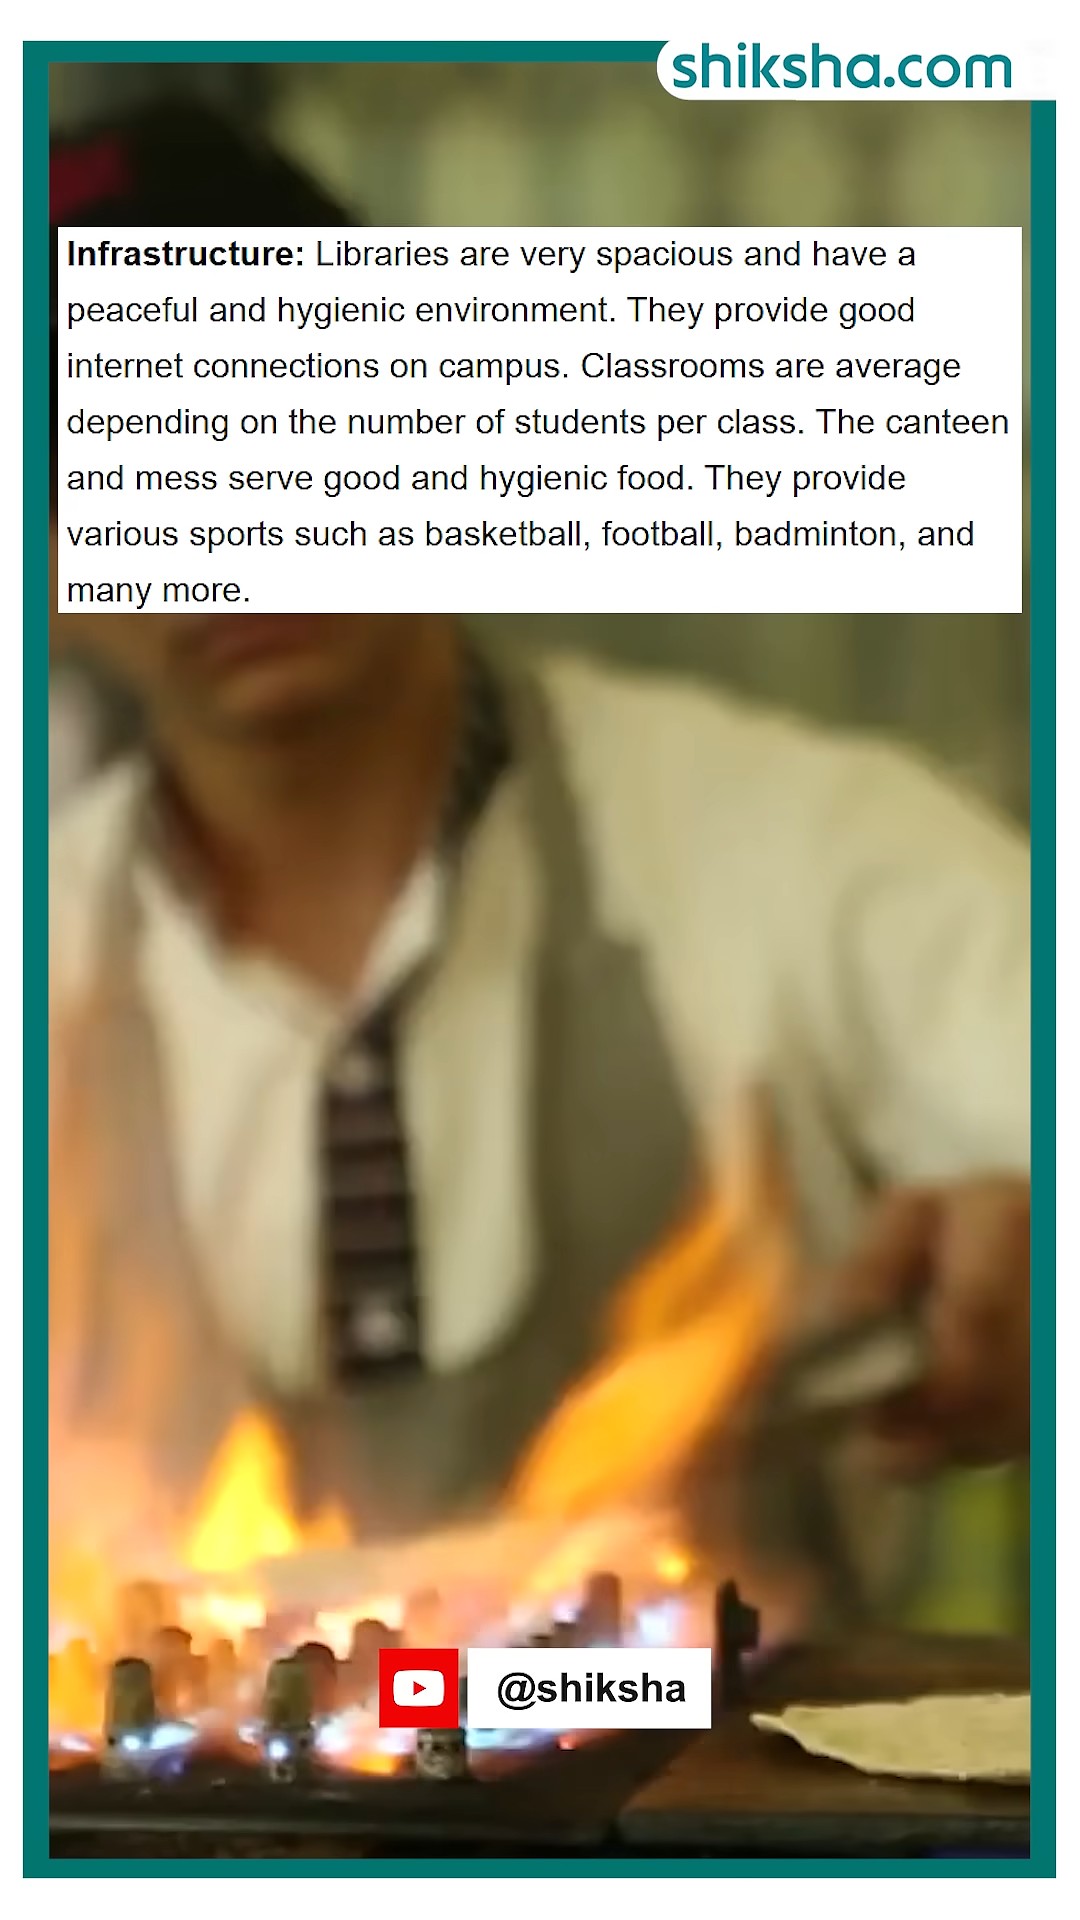 shiksha.com
Infrastructure: Libraries are very spacious and have a
peaceful and hygienic environment. They provide good
internet connections on campus. Classrooms are average
depending on the number of students per class. The canteen
and mess serve good and hygienic food. They provide
various sports such as basketball, football, badminton, and
many more.
@shiksha